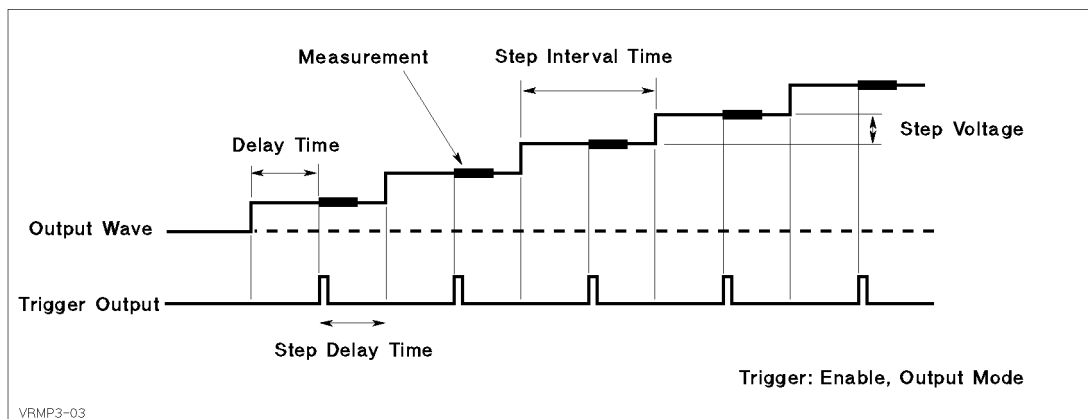 Measurement
Step Interval Time
Delay Time
Step Voltage
Output Wave
Trigger Output
Step Delay Time
Trigger: Enable, Output Mode
VRMP3-03